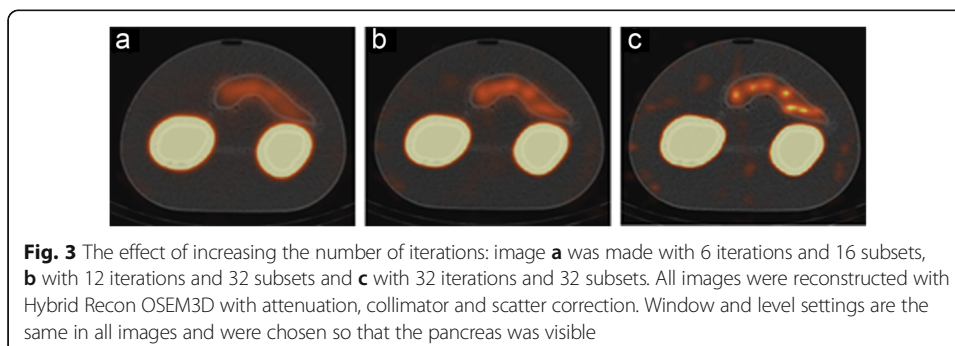 a b c
Fig. 3 The effect of increasing the number of iterations: image a was made with 6 iterations and 16 subsets,
b with 12 iterations and 32 subsets and c with 32 iterations and 32 subsets. All images were reconstructed with
Hybrid Recon OSEM3D with attenuation, collimator and scatter correction. Window and level settings are the
same in all images and were chosen so that the pancreas was visible